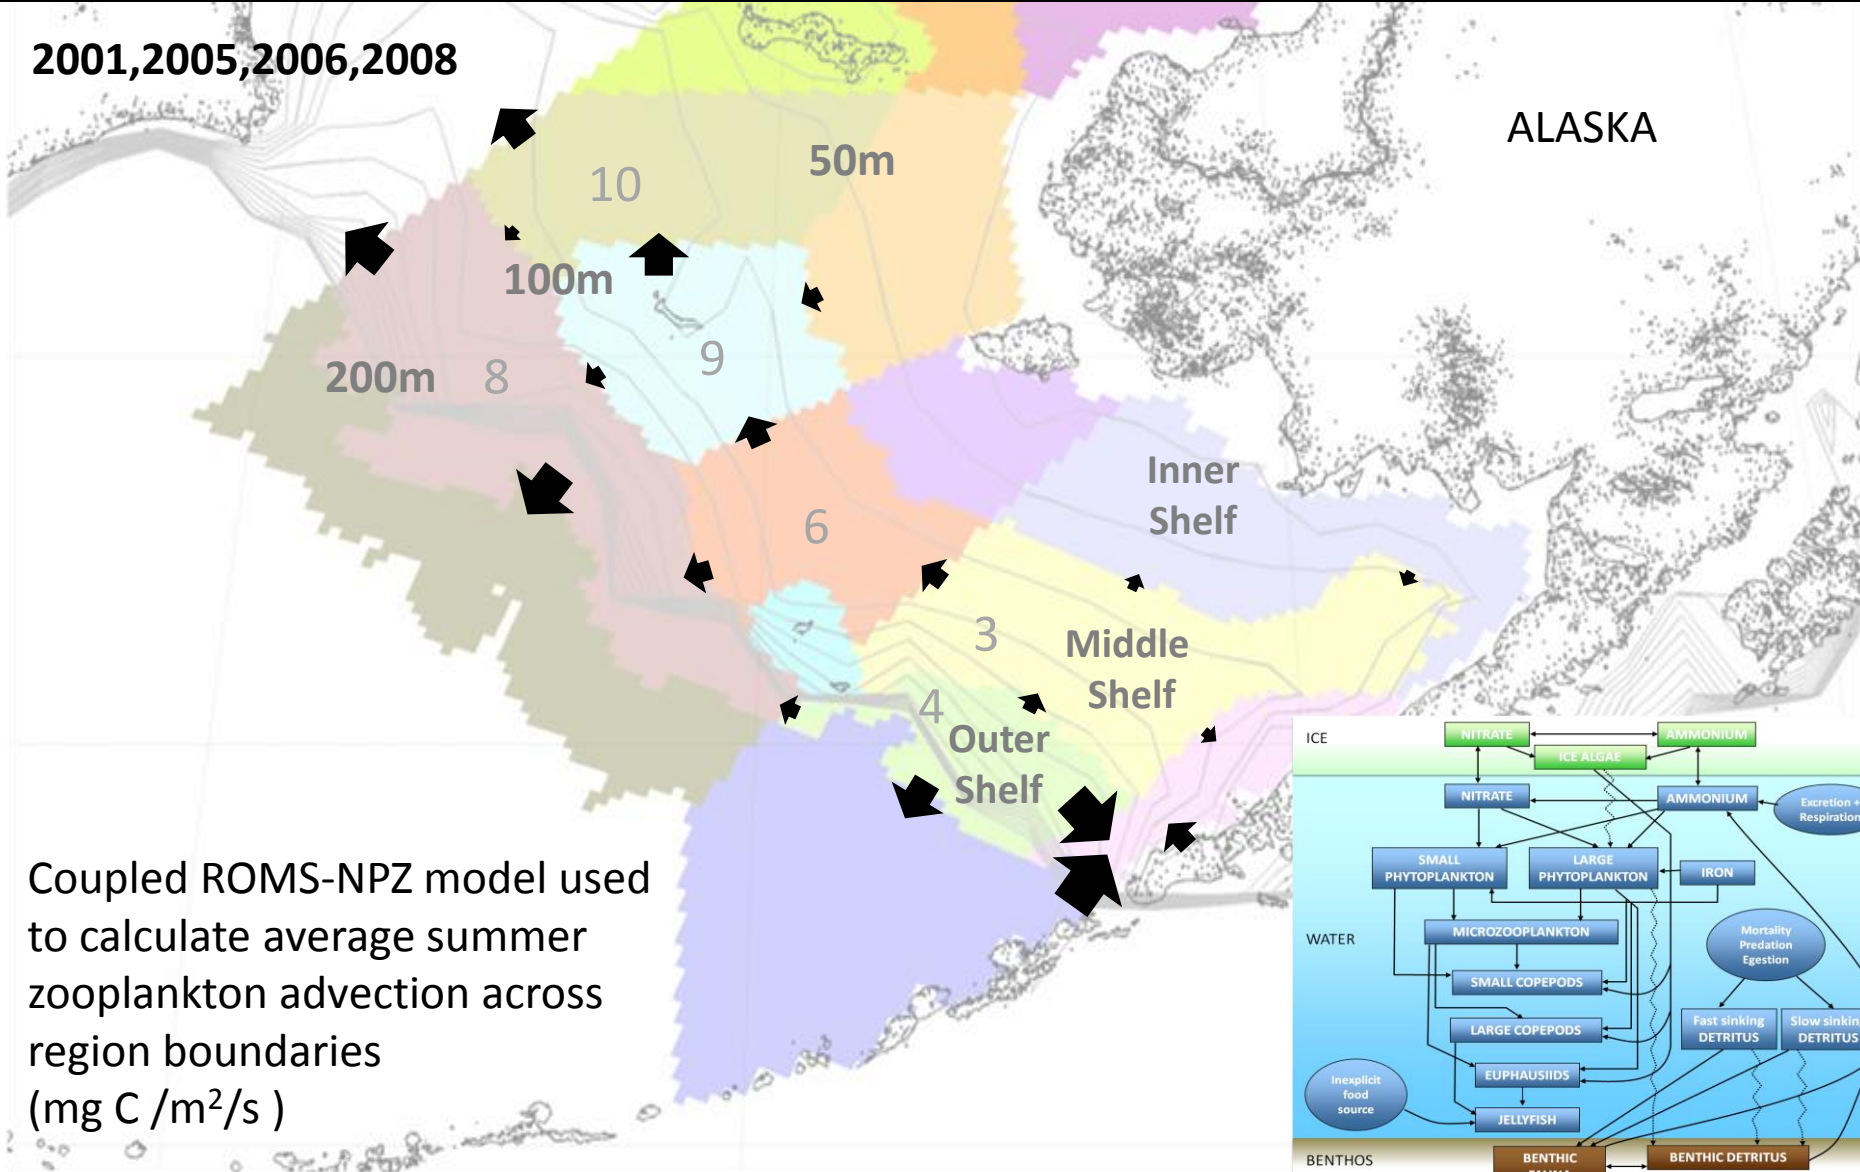 2001,2005,2006,2008
ALASKA
50m
10
100m
9
200m
8
Inner
Shelf
6
3
Middle
Shelf
4
Outer
Shelf
Coupled ROMS-NPZ model used
to calculate average summer
zooplankton advection across
region boundaries
(mg C /m²/s )
ICE
NITRATE
AMMONIUM
ICE ALGAE
NITRATE
AMMONIUM
Excretion +
Respiration
SMALL
PHYTOPLANKTON
LARGE
PHYTOPLANKTON
IRON
WATER
MICROZOOPLANKTON
Mortality
Predation
Egestion
SMALL COPEPODS
LARGE COPEPODS
Fast sinking
DETRITUS
Slow sinking
DETRITUS
EUPHAUSIIDS
Inexplicit
food
source
JELLYFISH
BENTHOS
BENTHIC
BENTHIC DETRITUS